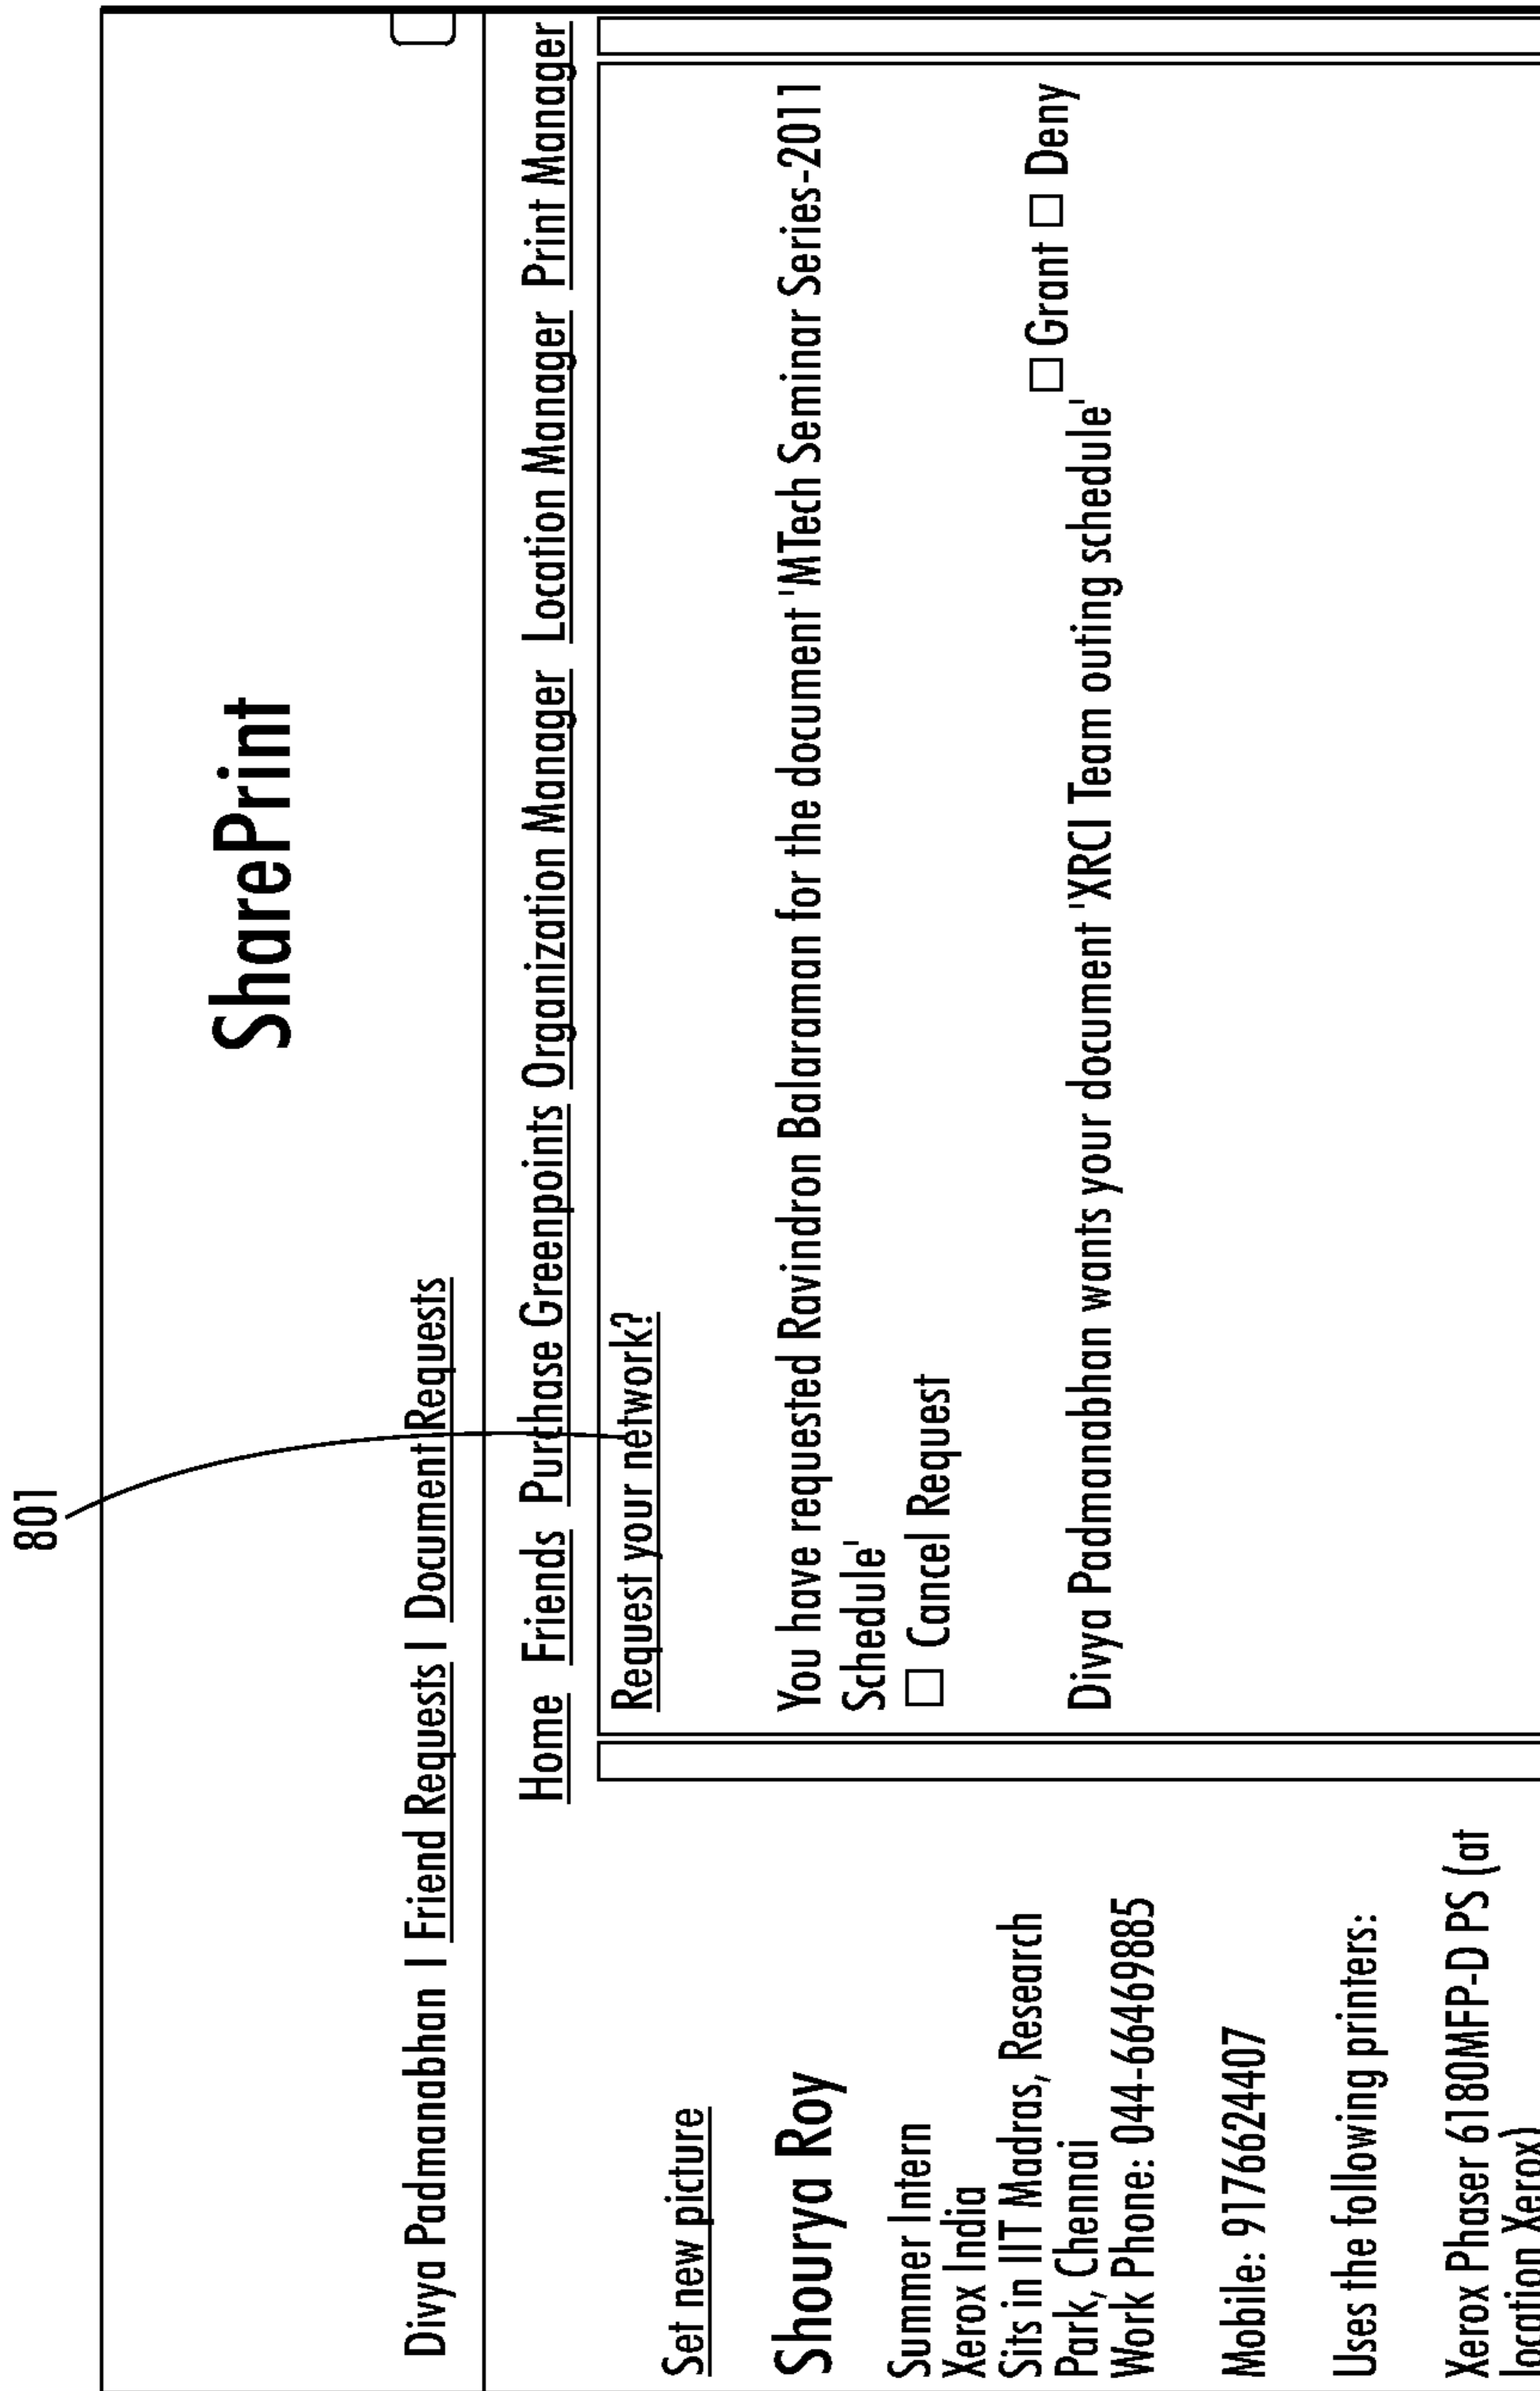 801
SharePrint
Divya Padmanabhan | Friend Requests | Document Requests
Home Friends Purchase Greenpoints Organization Manager Location Manager Print Manager
Set new picture
Shourya Roy
Summer Intern
Xerox India
Sits in IIT Madras, Research
Park, Chennai
Work Phone: 044-66469885
Mobile: 9176624407
Uses the following printers:
Xerox Phaser 6180MFP-D PS (at
location Xerox)
Request your network?
You have requested Ravindron Balaraman for the document 'MTech Seminar Series-2011
Schedule'
Cancel Request
Grant Deny
Divya Padmanabhan wants your document 'XRCI Team outing schedule'